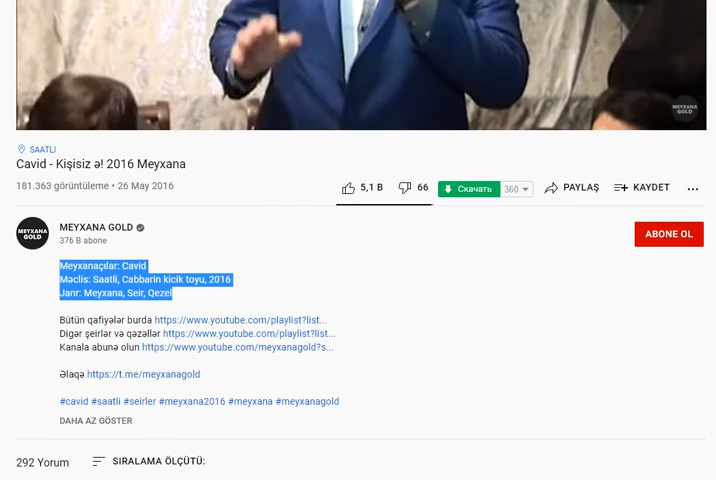 MEYXANA
GOLD
SAATLI
Cavid - Kişisiz ə! 2016 Meyxana
181.363 görüntüleme • 26 May 2016
5,1 B
66
Скачать
360
PAYLAŞ
KAYDET
MEYXANA
GOLD
MEYXANA GOLD
376 B abone
ABONE OL
Meyxanaçılar: Cavid
Məclis: Saatli, Cabbarin kicik toyu, 2016
Janr: Meyxana, Seir, Qezel
Bütün qafiyələr burda https://www.youtube.com/playlist?list...
Digər şeirlər və qəzəllər https://www.youtube.com/playlist?list...
Kanala abunə olun https://www.youtube.com/meyxanagold?s...
Əlaqə https://t.me/meyxanagold
#cavid #saatli #seirler #meyxana2016 #meyxana #meyxanagold
DAHA AZ GÖSTER
292 Yorum
SIRALAMA ÖLÇÜTÜ: